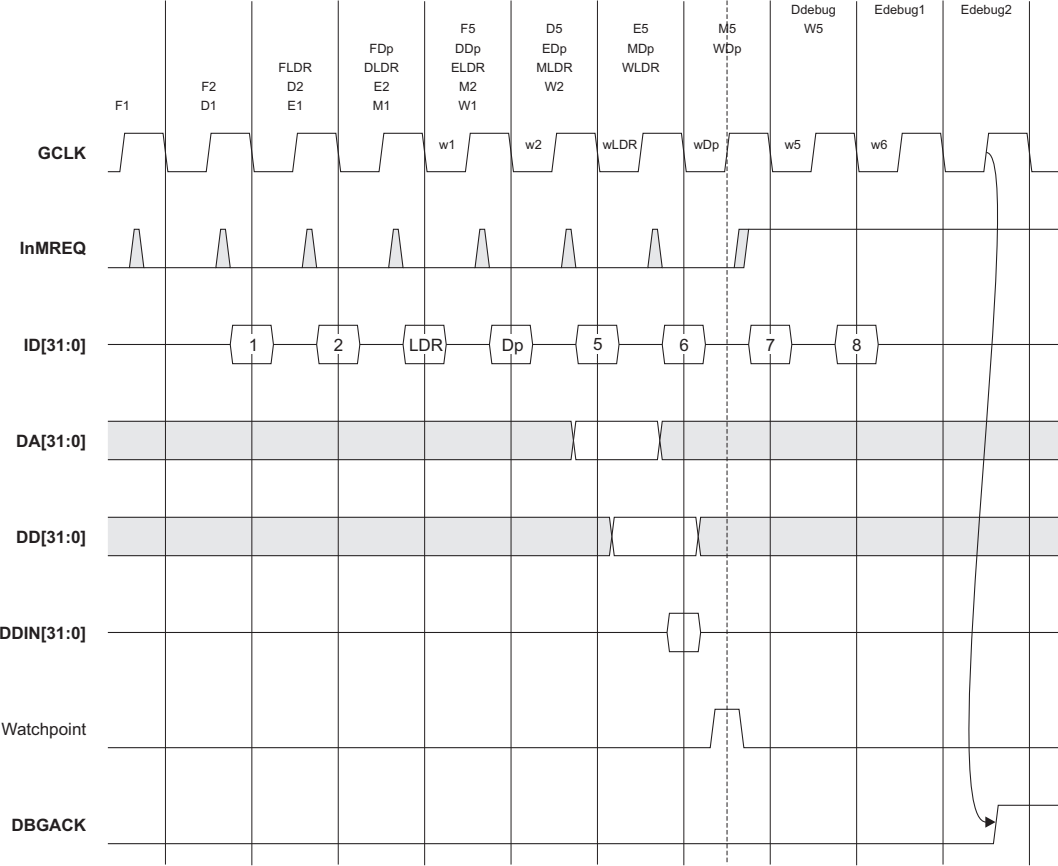 Ddebug Edebug1 Edebug2
F5 D5 E5 M5 W5
FDp DDp EDp MDp WDp
FLDR DLDR ELDR MLDR WLDR
F2 D2 E2 M2 W2
F1 D1 E1 M1 W1
GCLK w1 w2 wLDR wDp w5 w6
InMREQ
ID[31:0] 1 2 LDR Dp 5 6 7 8
DA[31:0]
DD[31:0]
DDIN[31:0]
Watchpoint
DBGACK